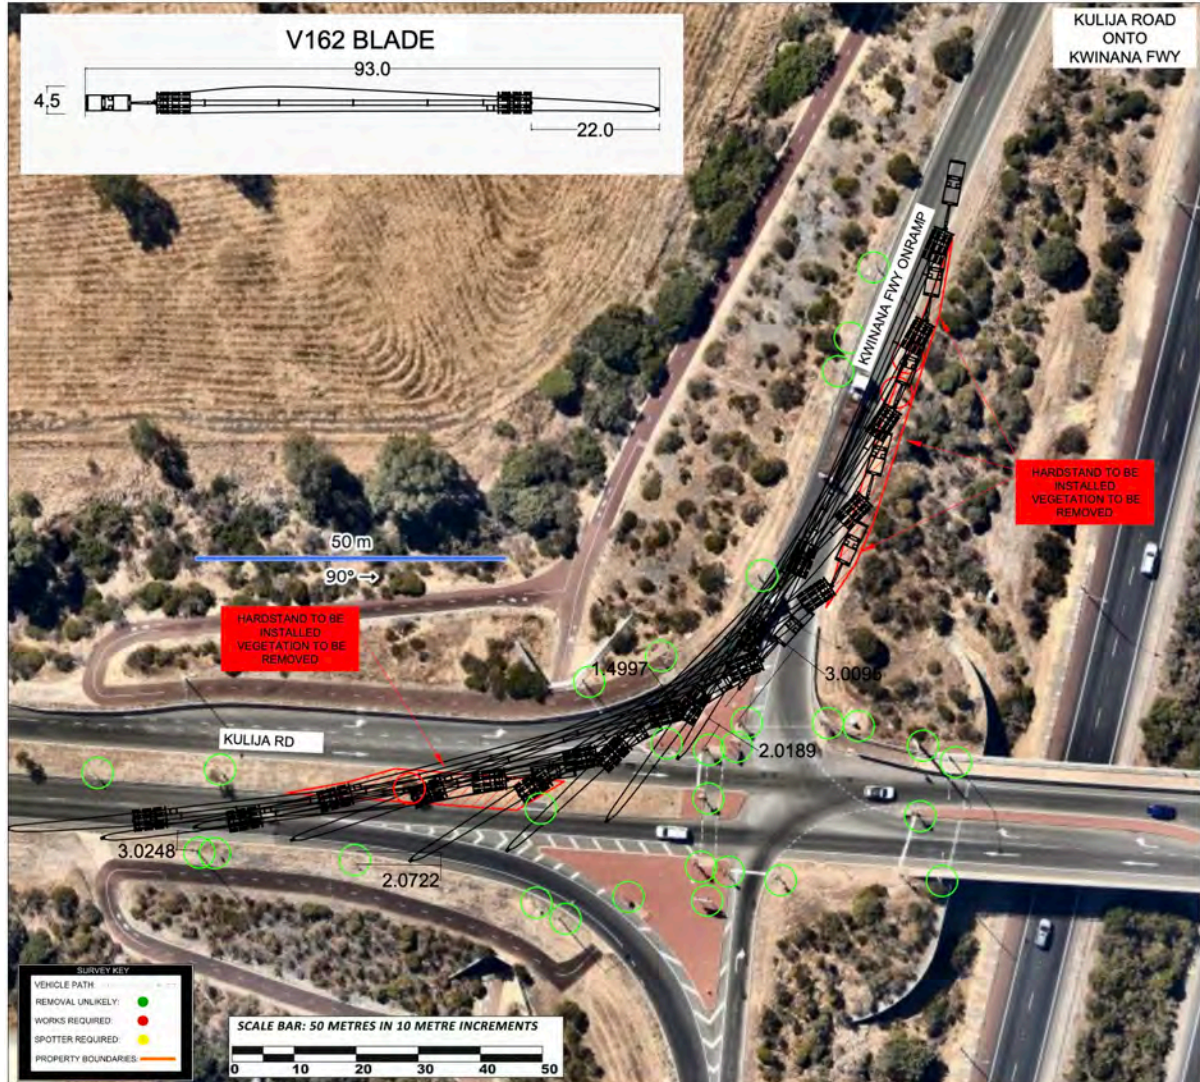 V162 BLADE
93.0
4.5
22.0
KULIJA ROAD
ONTO
KWINANA FWY
KWINANA FWY ONRAMP
HARDSTAND TO BE
INSTALLED
VEGETATION TO BE
REMOVED
50 m
90° →
HARDSTAND TO BE
INSTALLED
VEGETATION TO BE
REMOVED
1.4997
3.0095
2.0189
KULIJA RD
3.0248
2.0722
SURVEY KEY
VEHICLE PATH:
REMOVAL UNLIKELY:
WORKS REQUIRED:
SPOTTER REQUIRED:
PROPERTY BOUNDARIES:
SCALE BAR: 50 METRES IN 10 METRE INCREMENTS
0 10 20 30 40 50